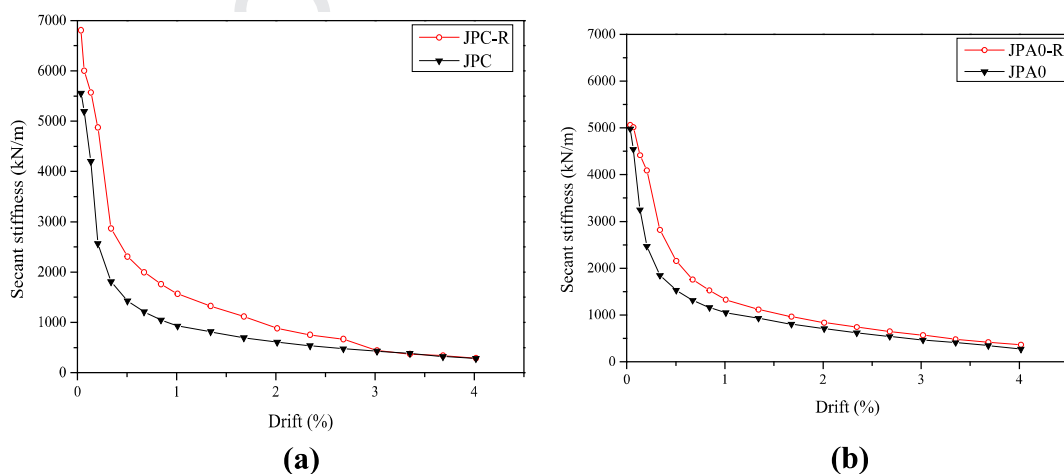 7000
6000
5000
4000
3000
2000
1000
0
Secant stiffness (kN/m)
JPC-R
JPC
0 1 2 3 4 5
Drift (%)
(a)
7000
6000
5000
4000
3000
2000
1000
0
Secant stiffness (kN/m)
JPA0-R
JPA0
0 1 2 3 4
Drift (%)
(b)